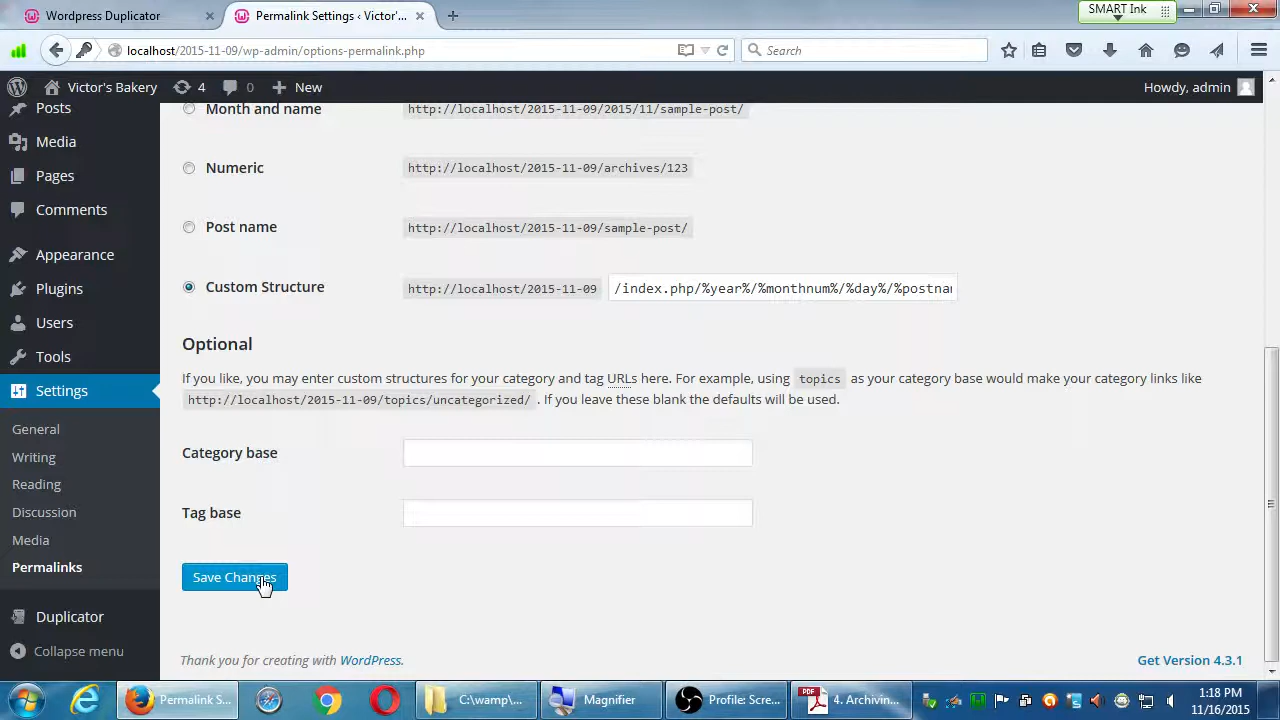 Wordpress Duplicator
Permalink Settings ‹ Victor'...
SMART Ink
localhost/2015-11-09/wp-admin/options-permalink.php
Search
Victor's Bakery
4
0
New
Howdy, admin
Posts
Media
Pages
Comments
Appearance
Plugins
Users
Tools
Settings
General
Writing
Reading
Discussion
Media
Permalinks
Duplicator
Collapse menu
Month and name
http://localhost/2015-11-09/2015/11/sample-post/
Numeric
http://localhost/2015-11-09/archives/123
Post name
http://localhost/2015-11-09/sample-post/
Custom Structure
http://localhost/2015-11-09
/index.php/%year%/%monthnum%/%day%/%postnam
Optional
If you like, you may enter custom structures for your category and tag URLs here. For example, using topics as your category base would make your category links like
http://localhost/2015-11-09/topics/uncategorized/ . If you leave these blank the defaults will be used.
Category base
Tag base
Save Changes
Thank you for creating with WordPress.
Get Version 4.3.1
Permalink S...
C:\wamp\...
Magnifier
Profile: Scre...
PDF
4. Archivin...
1:18 PM
11/16/2015